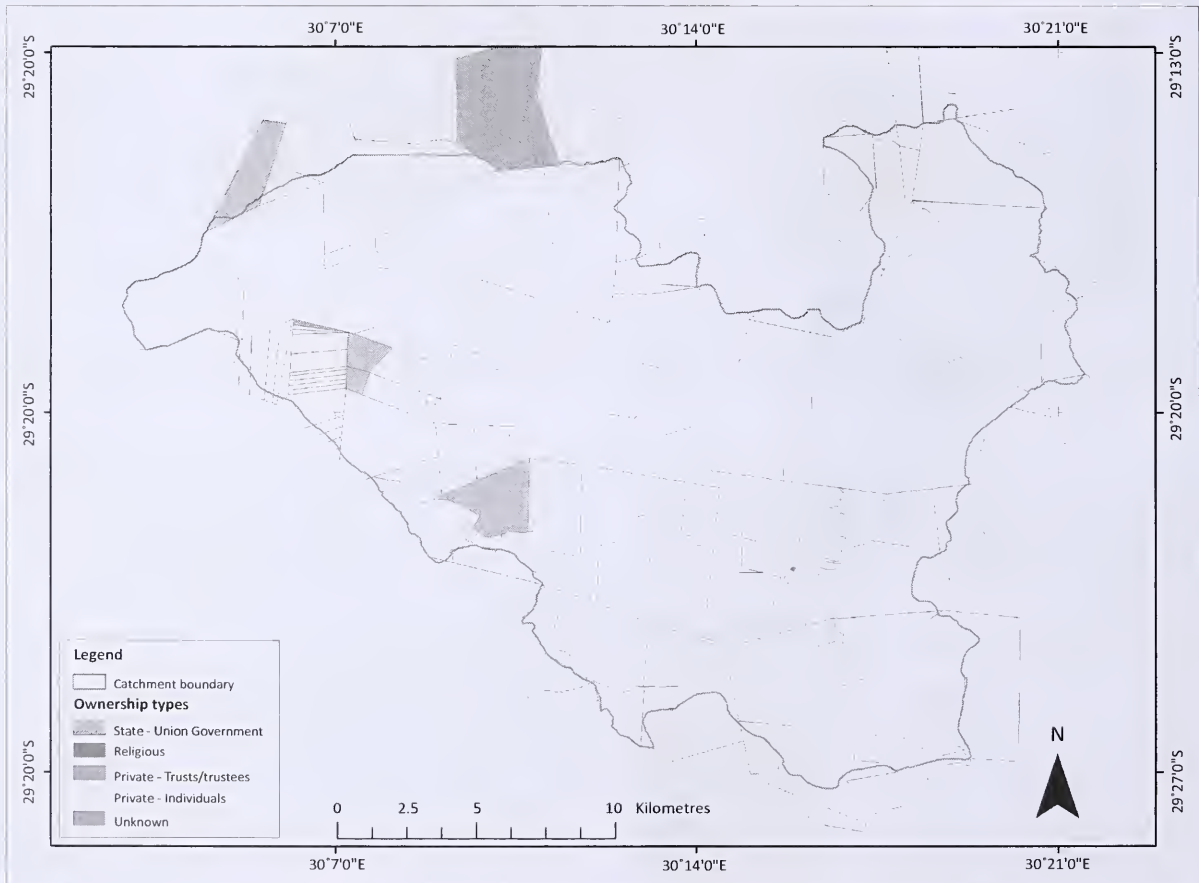 30°7'0"E 30°14'0"E 30°21'0"E
29°20'0"S 29°13'0"S
29°20'0"S 29°20'0"S
29°20'0"S 29°27'0"S
Legend
Catchment boundary
Ownership types
State - Union Government
Religious
Private - Trusts/trustees
Private - Individuals
Unknown
0 2.5 5 10 Kilometres
N
30°7'0"E 30°14'0"E 30°21'0"E